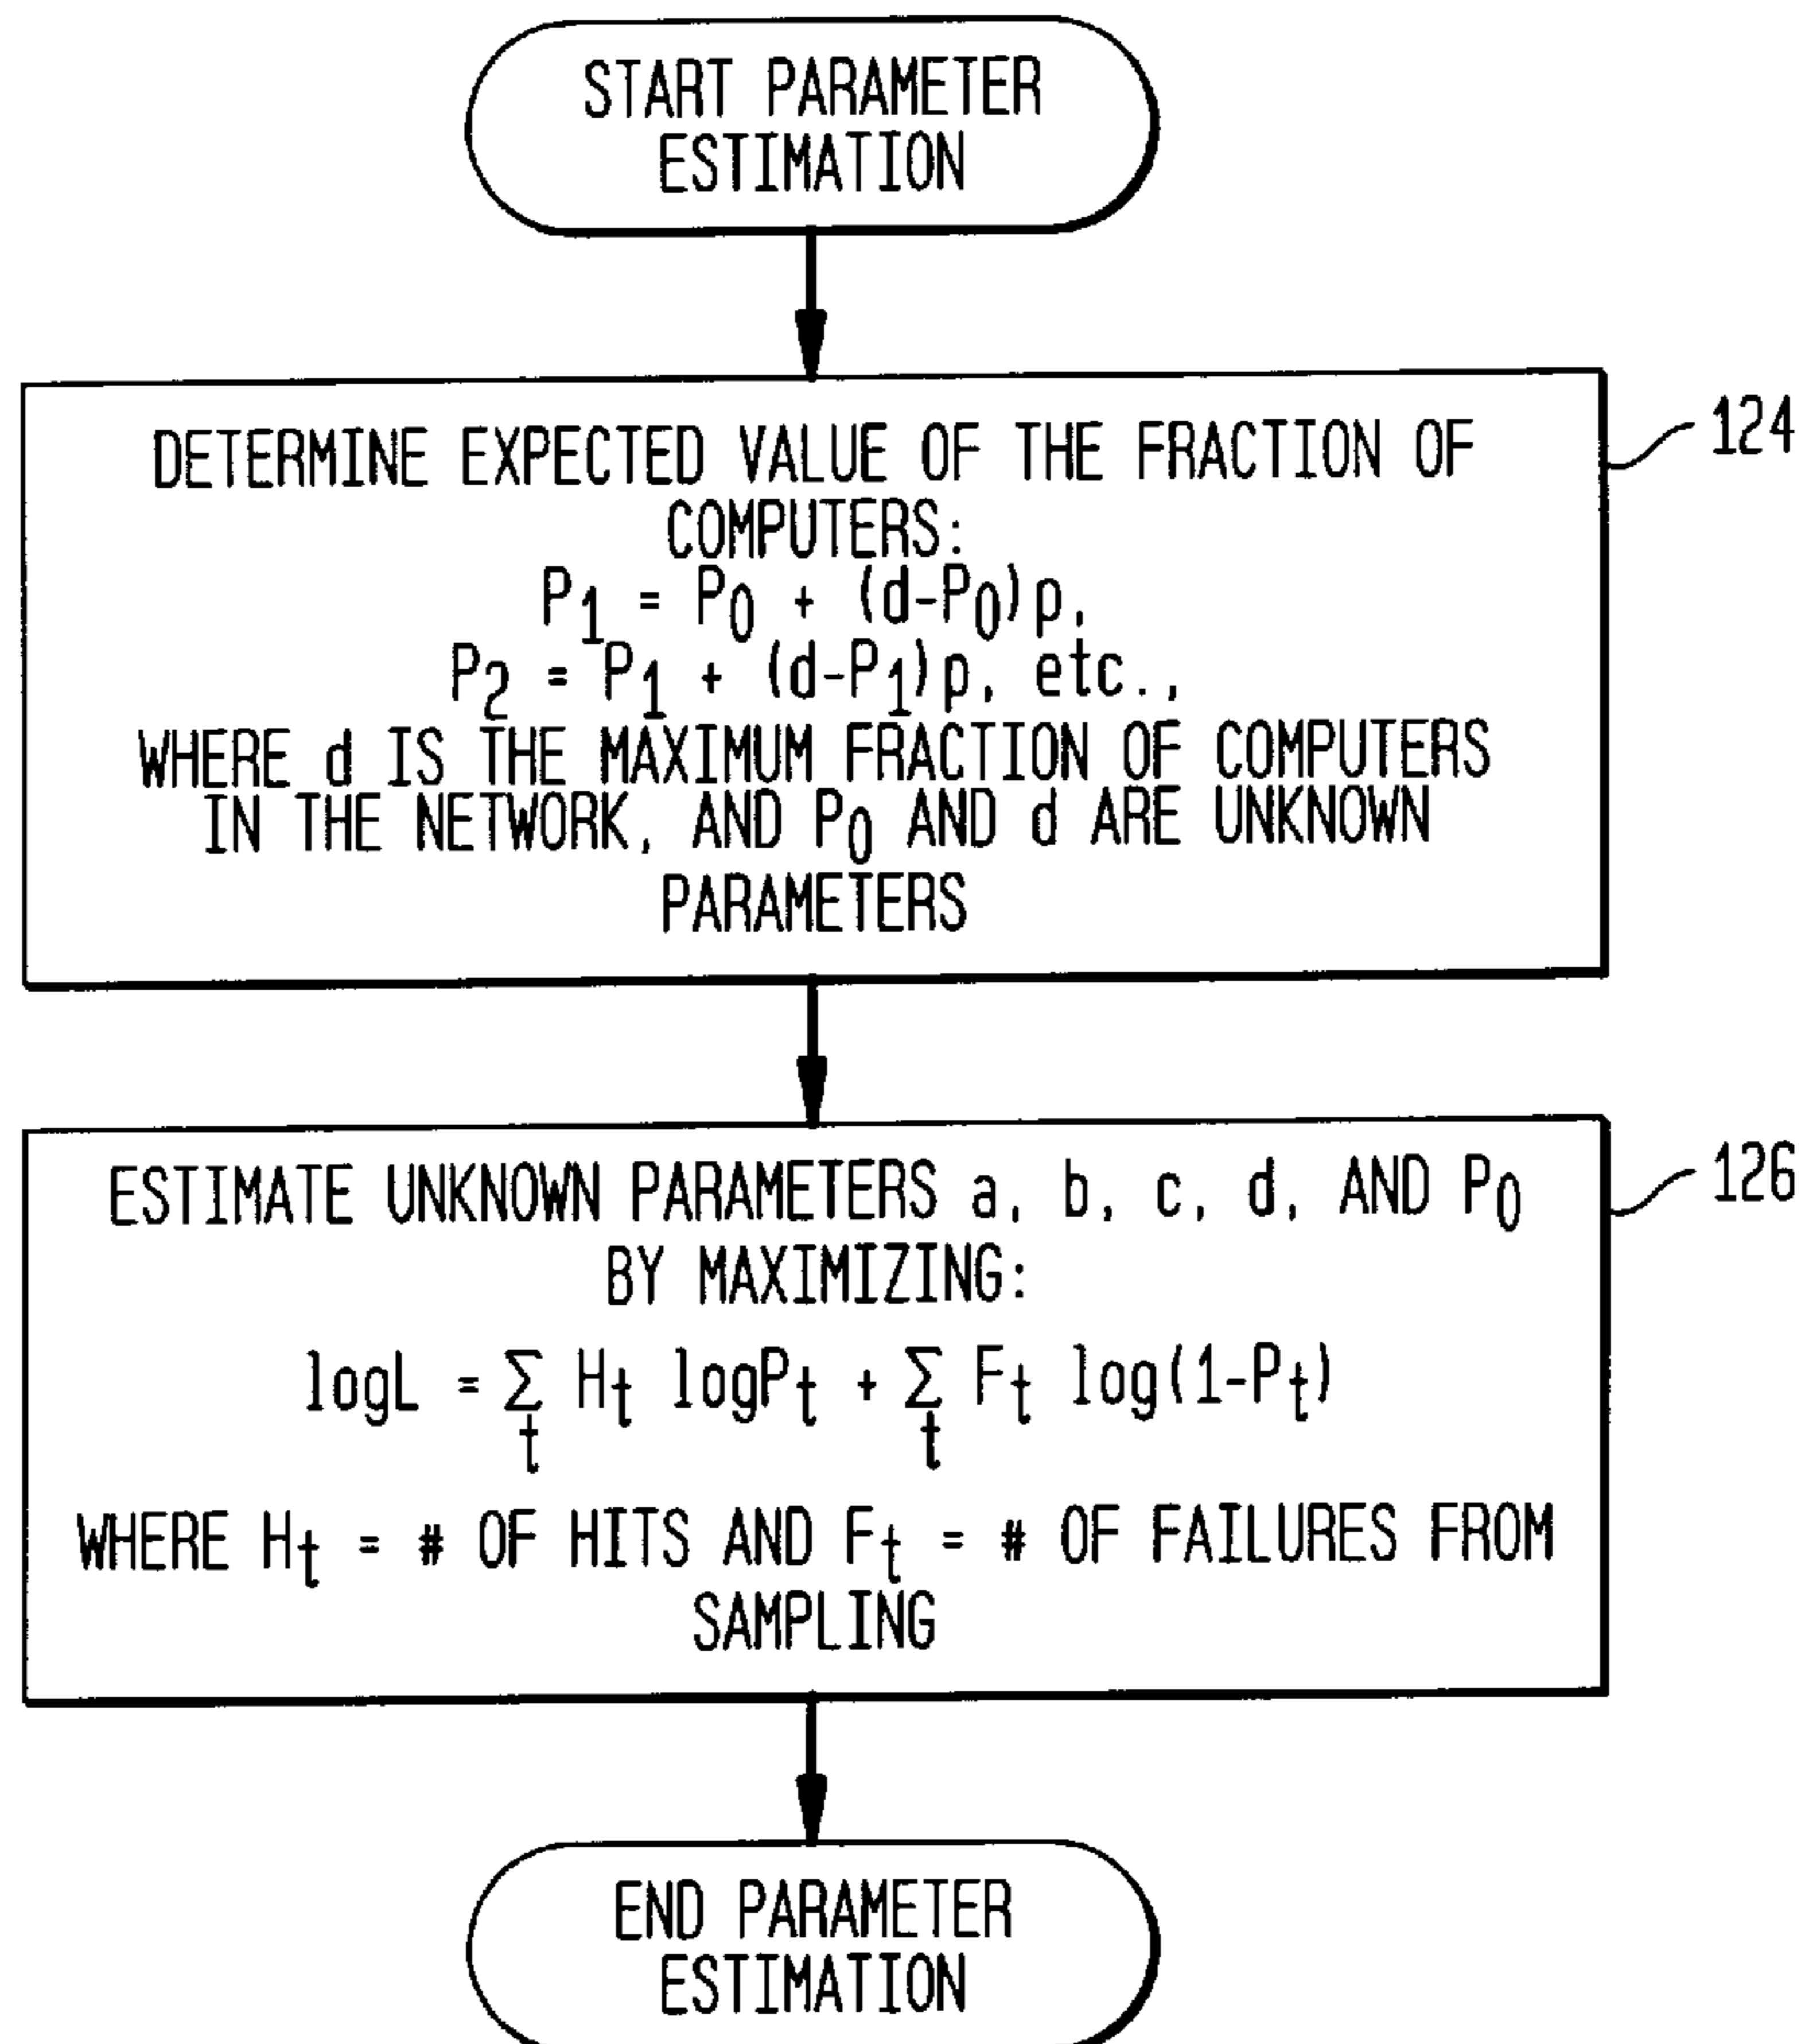 START PARAMETER
ESTIMATION
DETERMINE EXPECTED VALUE OF THE FRACTION OF
COMPUTERS:
P₁ = P₀ + (d-P₀)p,
P₂ = P₁ + (d-P₁)p, etc.,
WHERE d IS THE MAXIMUM FRACTION OF COMPUTERS
IN THE NETWORK, AND P₀ AND d ARE UNKNOWN
PARAMETERS
124
ESTIMATE UNKNOWN PARAMETERS a, b, c, d, AND P₀
BY MAXIMIZING:
logL = Σ Hₜ logPₜ + Σ Fₜ log(1-Pₜ)
t t
WHERE Hₜ = # OF HITS AND Fₜ = # OF FAILURES FROM
SAMPLING
126
END PARAMETER
ESTIMATION